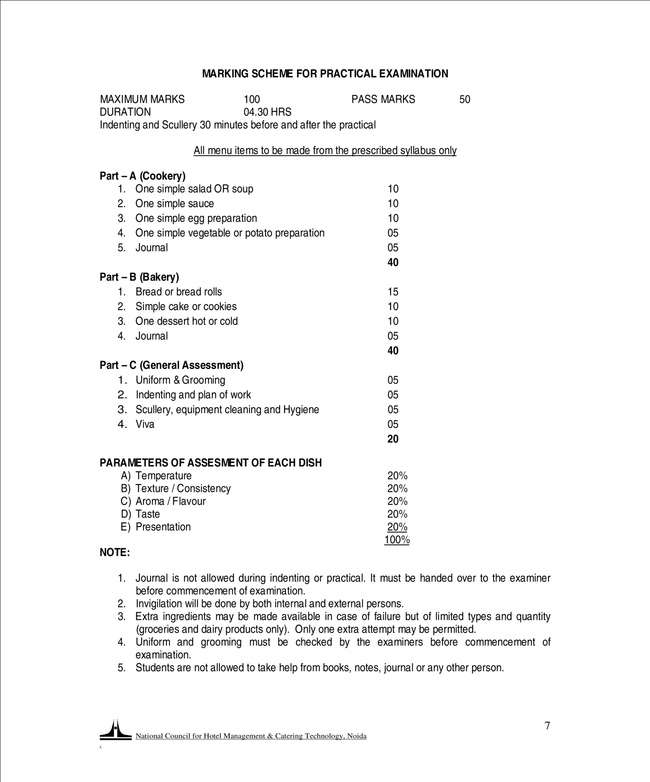 MARKING SCHEME FOR PRACTICAL EXAMINATION
MAXIMUM MARKS 100 PASS MARKS 50
DURATION 04.30 HRS
Indenting and Scullery 30 minutes before and after the practical
All menu items to be made from the prescribed syllabus only
Part – A (Cookery)
1. One simple salad OR soup 10
2. One simple sauce 10
3. One simple egg preparation 10
4. One simple vegetable or potato preparation 05
5. Journal 05
40
Part – B (Bakery)
1. Bread or bread rolls 15
2. Simple cake or cookies 10
3. One dessert hot or cold 10
4. Journal 05
40
Part – C (General Assessment)
1. Uniform & Grooming 05
2. Indenting and plan of work 05
3. Scullery, equipment cleaning and Hygiene 05
4. Viva 05
20
PARAMETERS OF ASSESMENT OF EACH DISH
A) Temperature 20%
B) Texture / Consistency 20%
C) Aroma / Flavour 20%
D) Taste 20%
E) Presentation 20%
100%
NOTE:
1. Journal is not allowed during indenting or practical. It must be handed over to the examiner
before commencement of examination.
2. Invigilation will be done by both internal and external persons.
3. Extra ingredients may be made available in case of failure but of limited types and quantity
(groceries and dairy products only). Only one extra attempt may be permitted.
4. Uniform and grooming must be checked by the examiners before commencement of
examination.
5. Students are not allowed to take help from books, notes, journal or any other person.
7
National Council for Hotel Management & Catering Technology, Noida